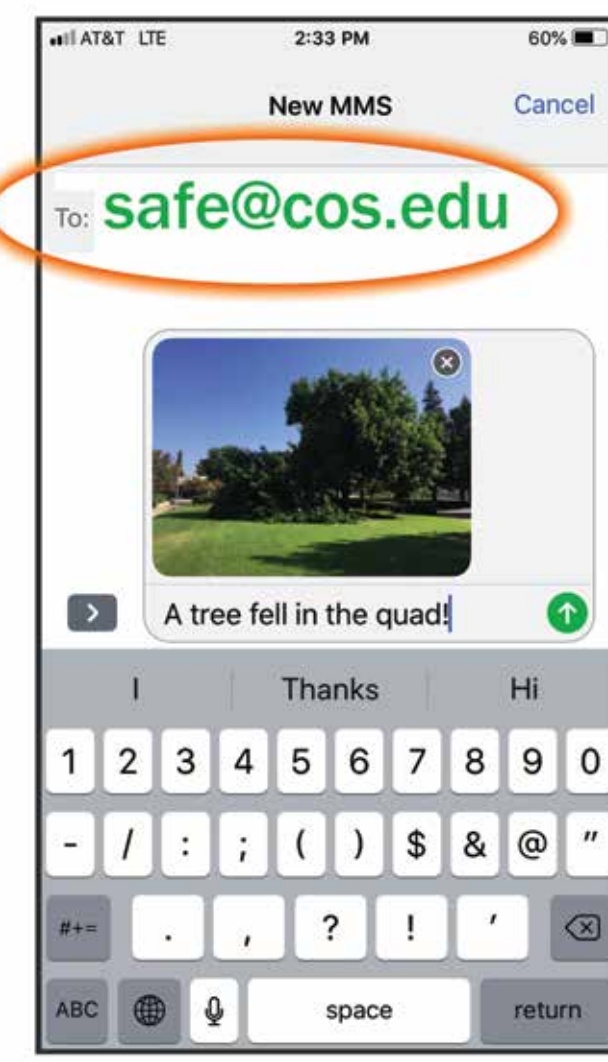 AT&T LTE 2:33 PM 60%
New MMS Cancel
To: safe@cos.edu
A tree fell in the quad!
I Thanks Hi
1 2 3 4 5 6 7 8 9 0
- / : ; ( ) $ & @ "
#+= . , ? ! '
ABC space return